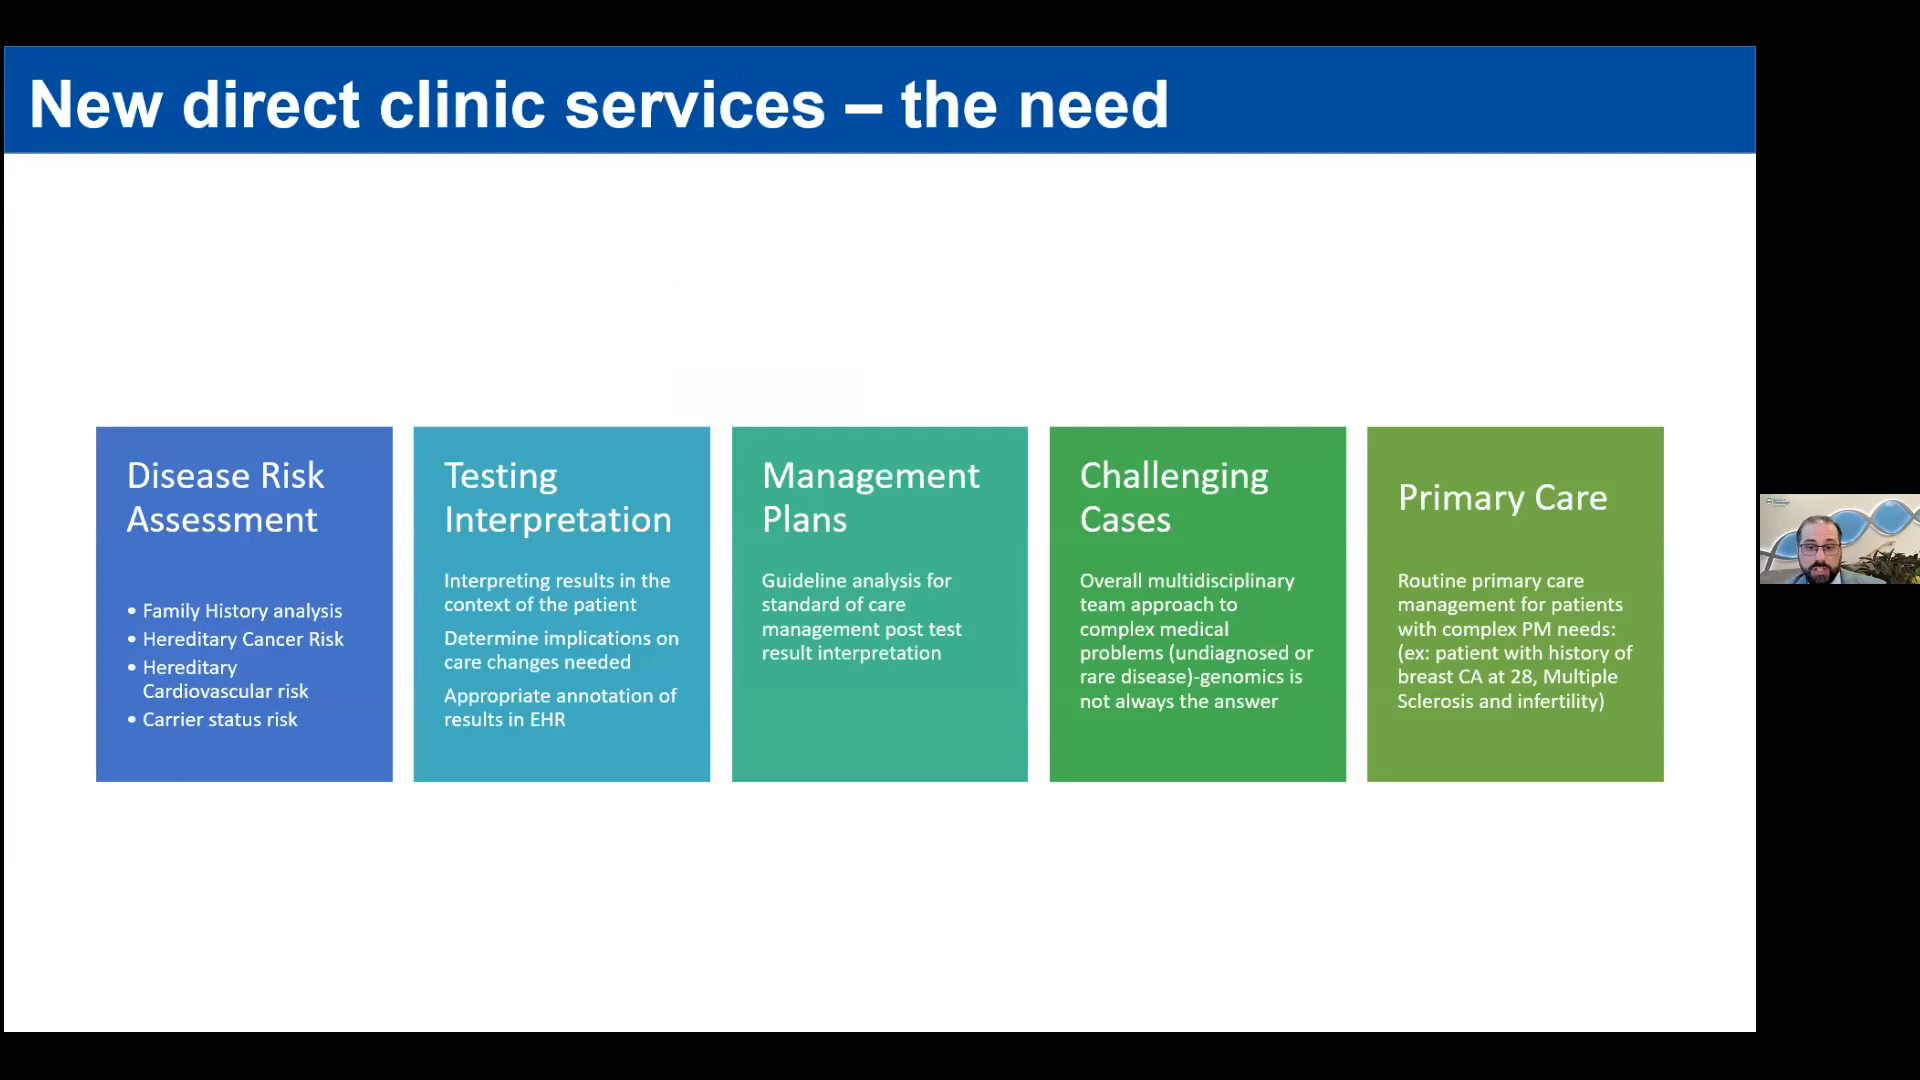 New direct clinic services – the need
Disease Risk
Assessment
• Family History analysis
• Hereditary Cancer Risk
• Hereditary
Cardiovascular risk
• Carrier status risk
Testing
Interpretation
Interpreting results in the
context of the patient
Determine implications on
care changes needed
Appropriate annotation of
results in EHR
Management
Plans
Guideline analysis for
standard of care
management post test
result interpretation
Challenging
Cases
Overall multidisciplinary
team approach to
complex medical
problems (undiagnosed or
rare disease)-genomics is
not always the answer
Primary Care
Routine primary care
management for patients
with complex PM needs:
(ex: patient with history of
breast CA at 28, Multiple
Sclerosis and infertility)